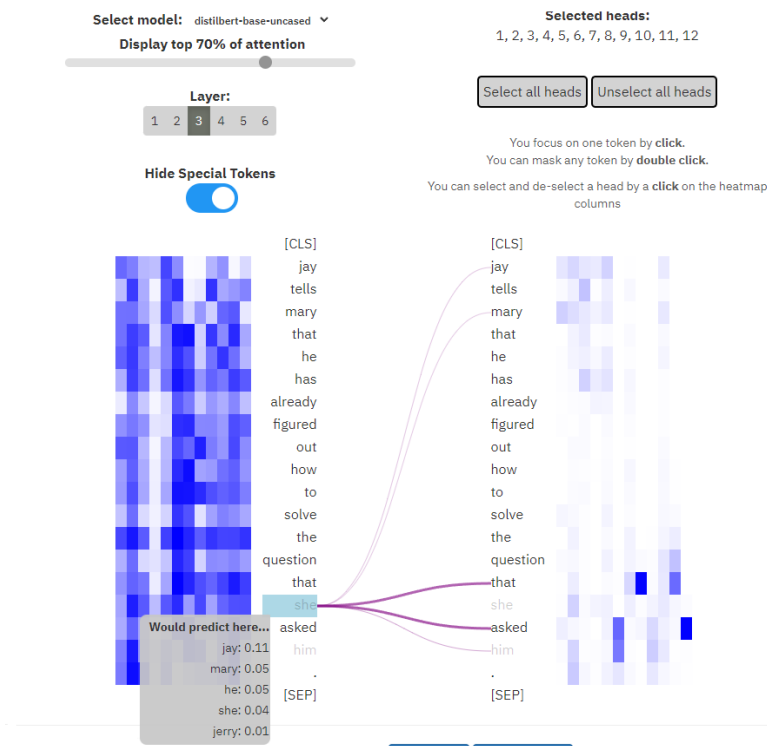 Select model: distilbert-base-uncased
Display top 70% of attention
Layer:
1 2 3 4 5 6
Hide Special Tokens
Selected heads:
1, 2, 3, 4, 5, 6, 7, 8, 9, 10, 11, 12
Select all heads Unselect all heads
You focus on one token by click.
You can mask any token by double click.
You can select and de-select a head by a click on the heatmap
columns
[CLS] [CLS]
jay jay
tells tells
mary mary
that that
he he
has has
already already
figured figured
out out
how how
to to
solve solve
the the
question question
that that
she she
asked asked
him him
. .
[SEP] [SEP]
Would predict here...
jay: 0.11
mary: 0.05
he: 0.05
she: 0.04
jerry: 0.01